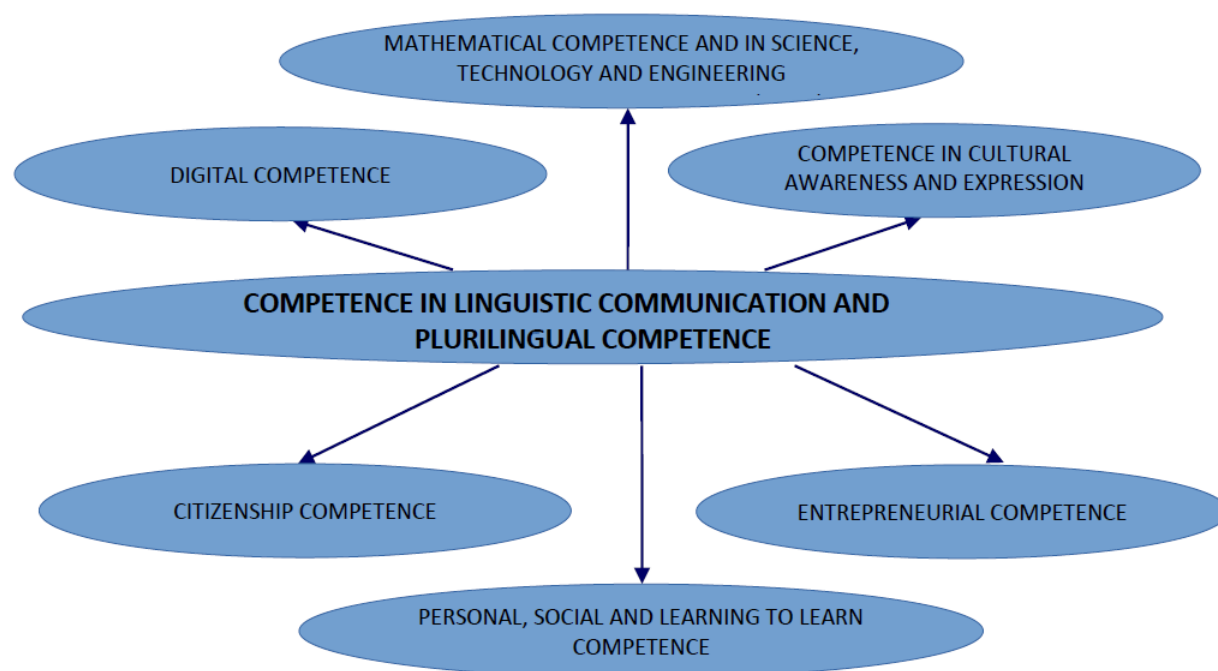 MATHEMATICAL COMPETENCE AND IN SCIENCE,
TECHNOLOGY AND ENGINEERING
DIGITAL COMPETENCE
COMPETENCE IN CULTURAL
AWARENESS AND EXPRESSION
COMPETENCE IN LINGUISTIC COMMUNICATION AND
PLURILINGUAL COMPETENCE
CITIZENSHIP COMPETENCE
ENTREPRENEURIAL COMPETENCE
PERSONAL, SOCIAL AND LEARNING TO LEARN
COMPETENCE